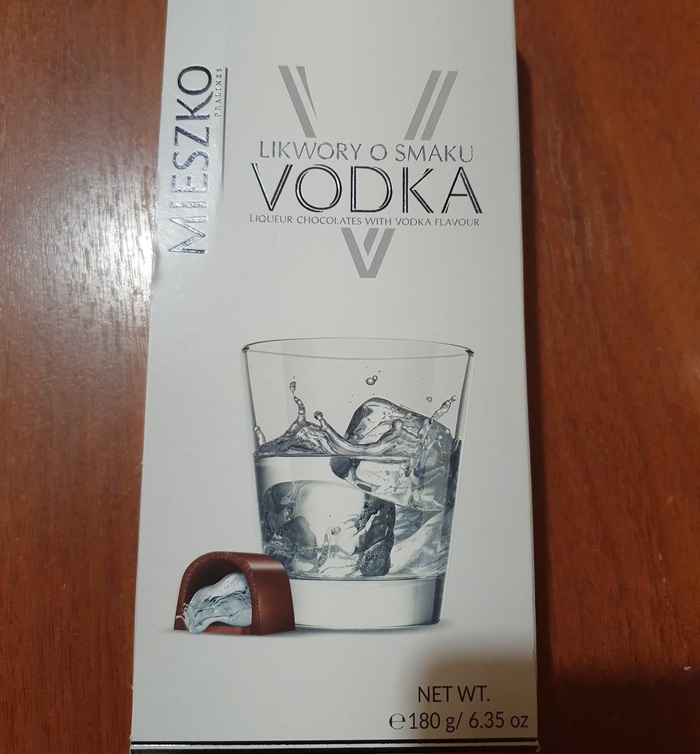 MIESZKO
PRALINES
V
LIKWORY O SMAKU
VODKA
LIQUEUR CHOCOLATES WITH VODKA FLAVOUR
NET WT.
℮180 g/ 6.35 oz